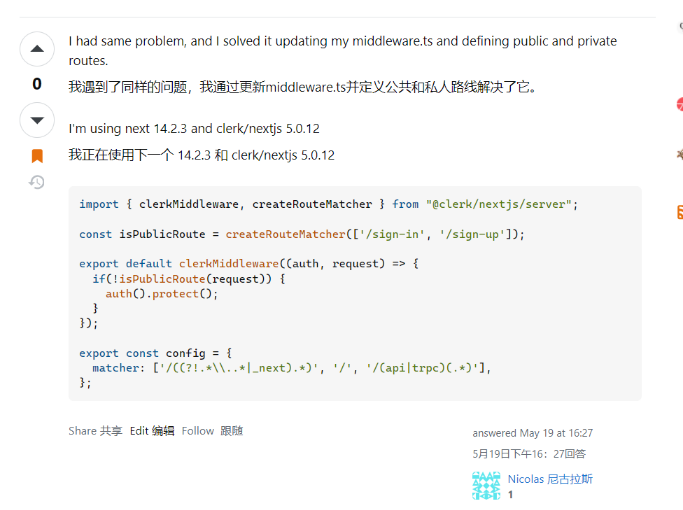 I had same problem, and I solved it updating my middleware.ts and defining public and private
routes.
0
我遇到了同样的问题，我通过更新middleware.ts并定义公共和私人路线解决了它。
I'm using next 14.2.3 and clerk/nextjs 5.0.12
我正在使用下一个 14.2.3 和 clerk/nextjs 5.0.12
import { clerkMiddleware, createRouteMatcher } from "@clerk/nextjs/server";
const isPublicRoute = createRouteMatcher(['/sign-in', '/sign-up']);
export default clerkMiddleware((auth, request) => {
  if(!isPublicRoute(request)) {
    auth().protect();
  }
});
export const config = {
  matcher: ['/((?!.*\\..*|_next).*)', '/', '/(api|trpc)(.*)'],
};
Share 共享 Edit 编辑 Follow 跟随
answered May 19 at 16:27
5月19日下午16：27回答
Nicolas 尼古拉斯
1